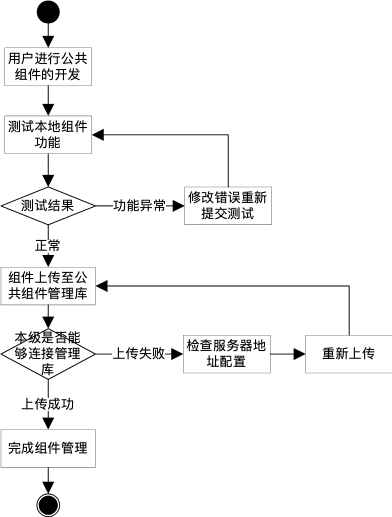 用户进行公共
组件的开发
测试本地组件
功能
测试结果
功能异常
修改错误重新
提交测试
正常
组件上传至公
共组件管理库
本级是否能
够连接管理
库
上传失败
检查服务器地
址配置
重新上传
上传成功
完成组件管理